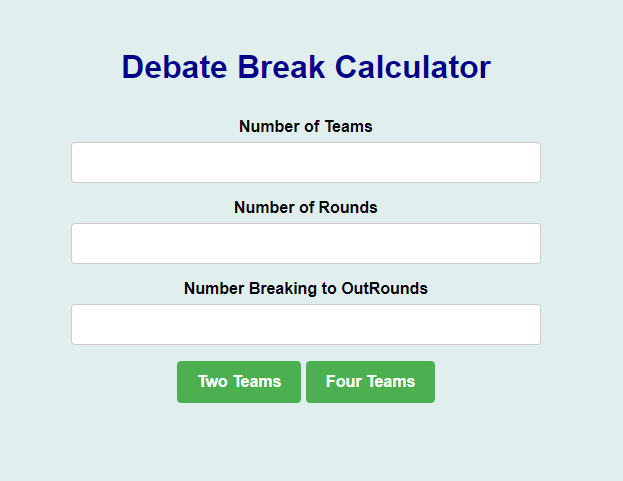 Debate Break Calculator
Number of Teams
Number of Rounds
Number Breaking to OutRounds
Two Teams
Four Teams